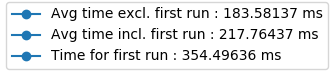 Avg time excl. first run : 183.58137 ms
Avg time incl. first run : 217.76437 ms
Time for first run : 354.49636 ms